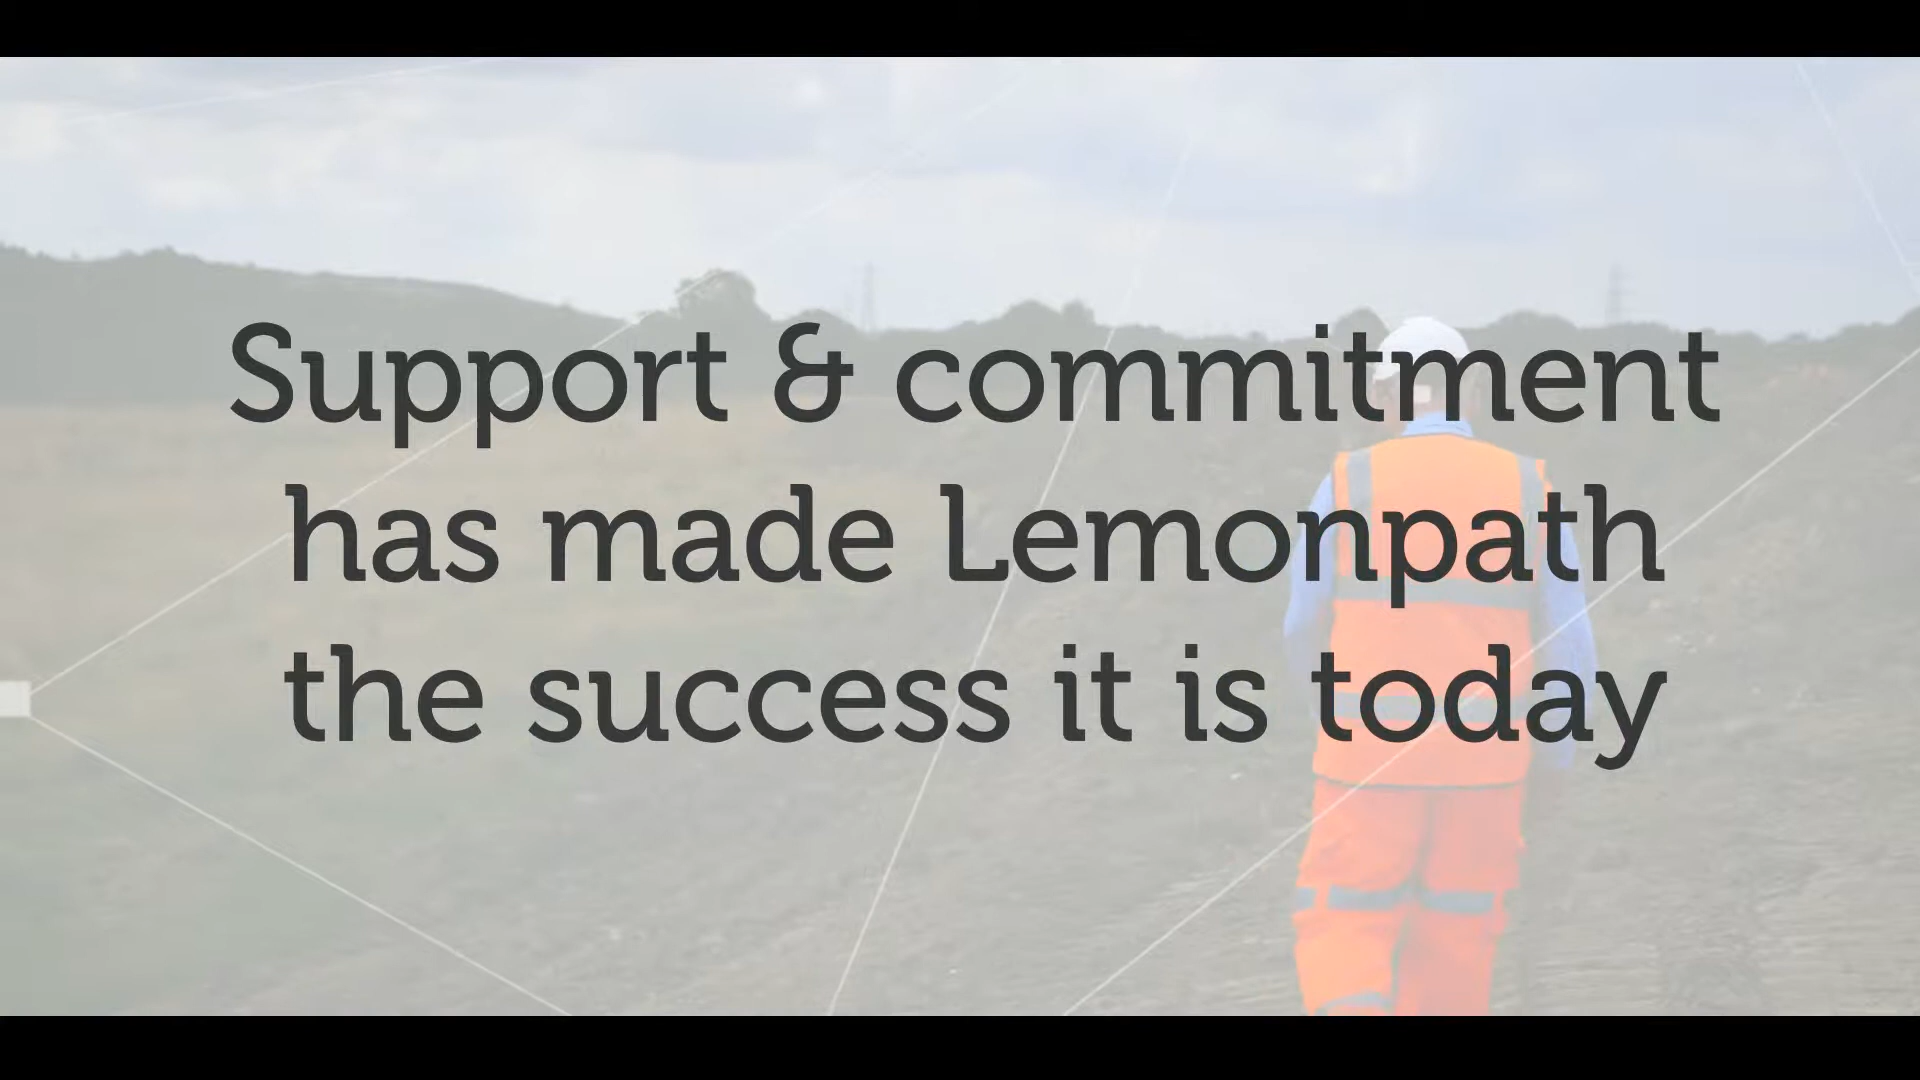 Support & commitment
has made Lemonpath
the success it is today